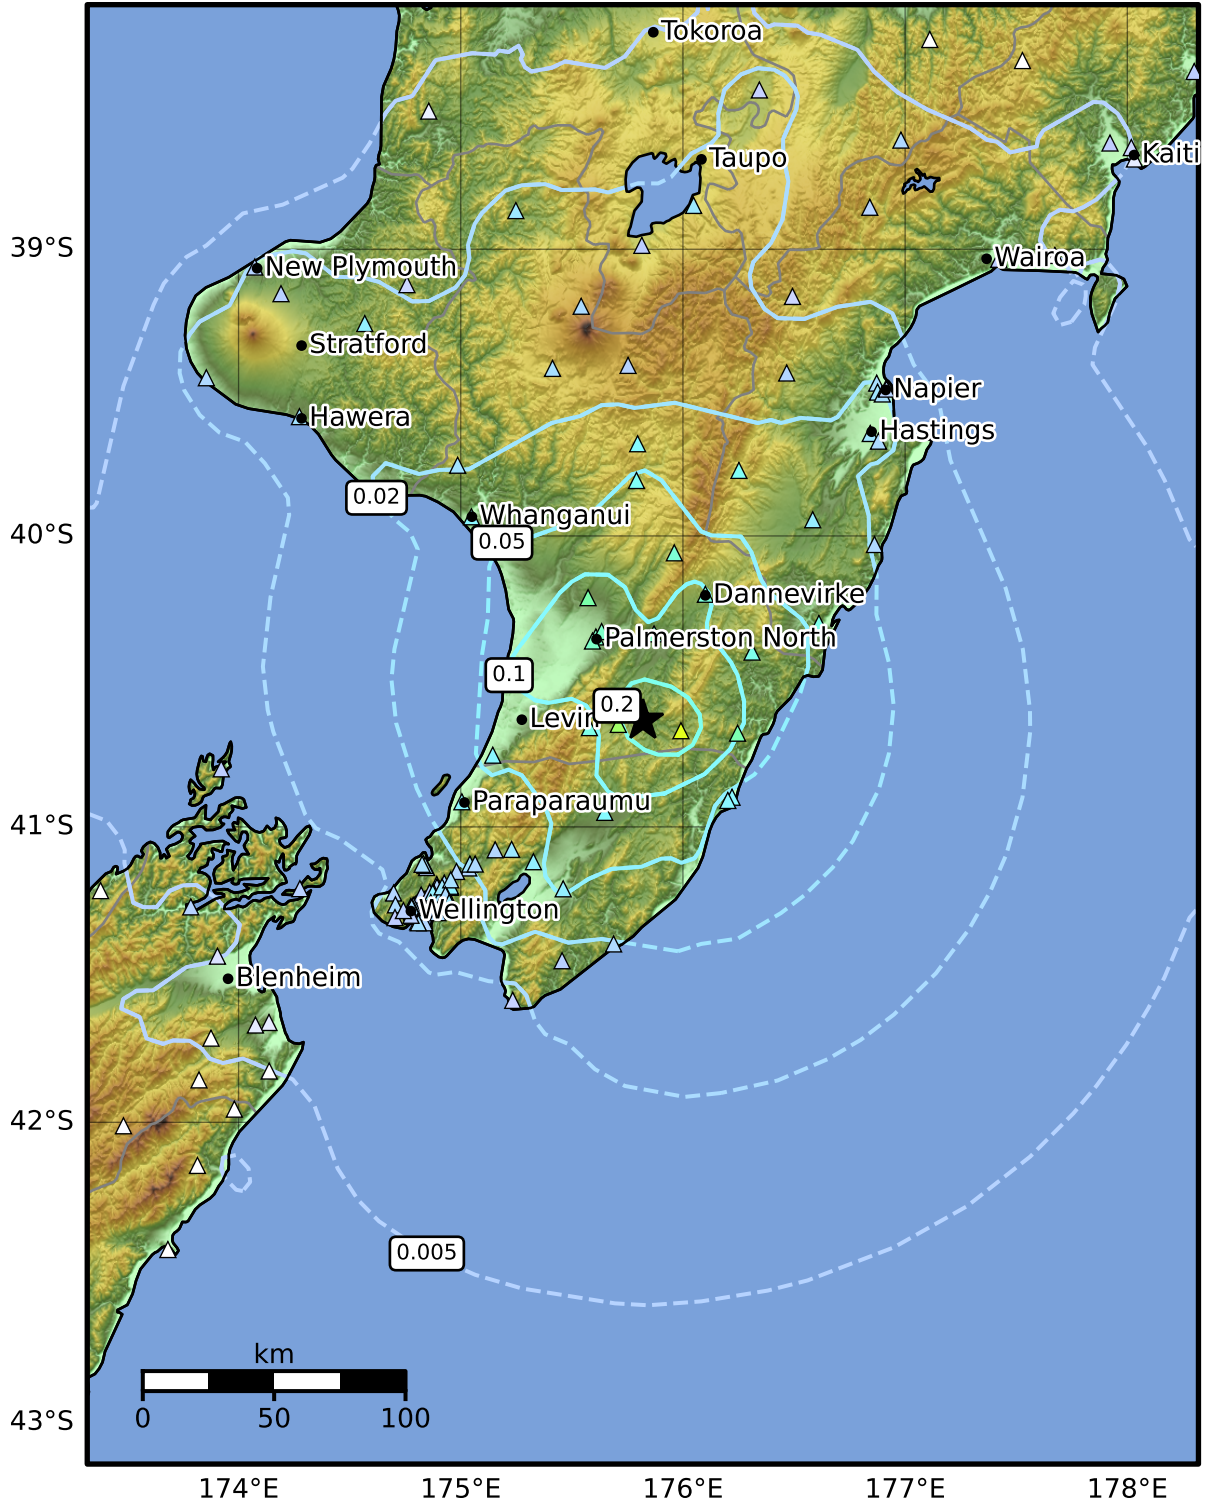 Tokoroa
Taupo
Kaiti
39°S
New Plymouth
Wairoa
Stratford
Napier
Hawera
Hastings
0.02
Whanganui
40°S
0.05
Dannevirke
Palmerston North
0.1
0.2
Levin
Paraparaumu
41°S
Wellington
Blenheim
42°S
0.005
km
0 50 100
43°S
174°E 175°E 176°E 177°E 178°E